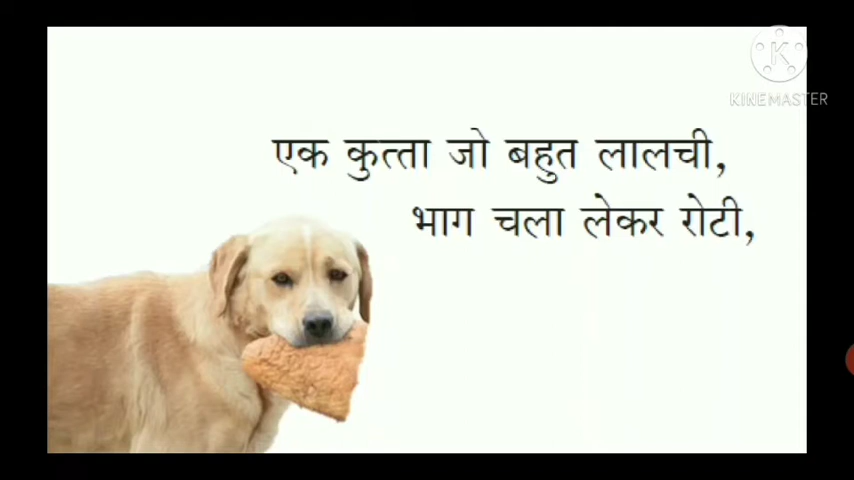 KINEMASTER
एक कुत्ता जो बहुत लालची,
भाग चला लेकर रोटी,